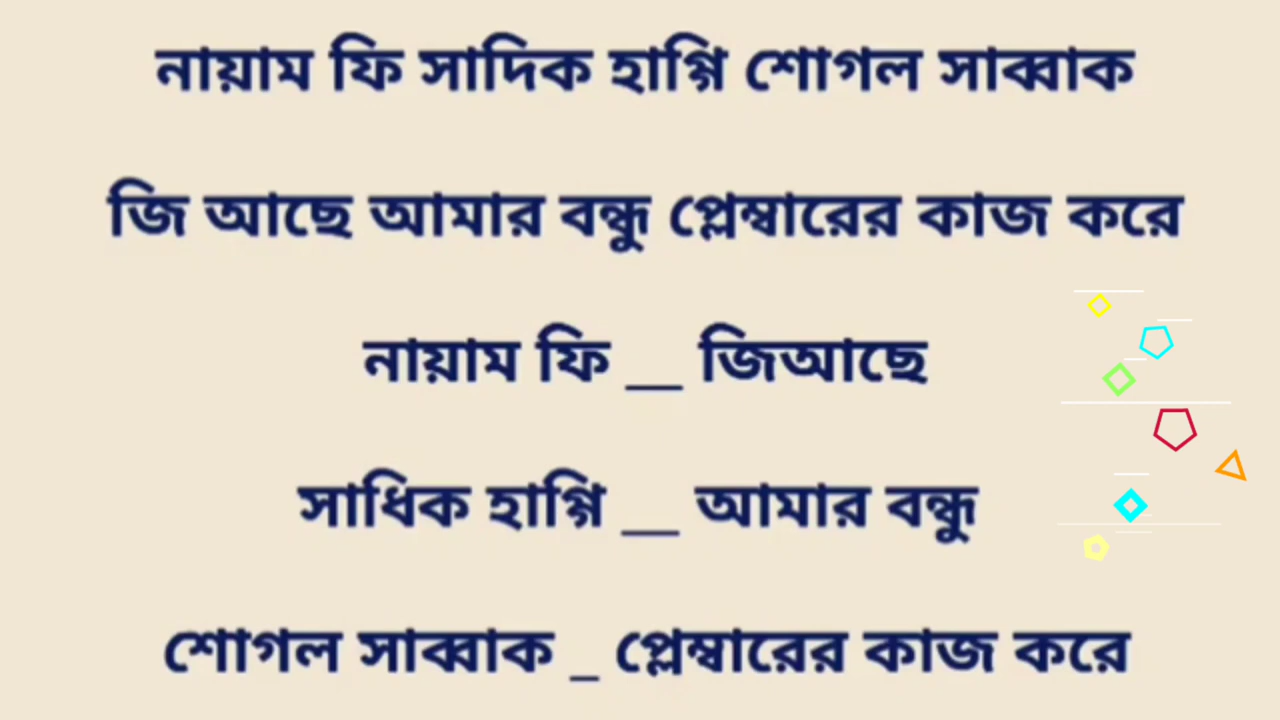 নায়াম ফি সাদিক হাগ্গি শোগল সাব্বাক
জি আছে আমার বন্ধু প্লেম্বারের কাজ করে
নায়াম ফি __ জিআছে
সাধিক হাগ্গি __ আমার বন্ধু
শোগল সাব্বাক _ প্লেম্বারের কাজ করে